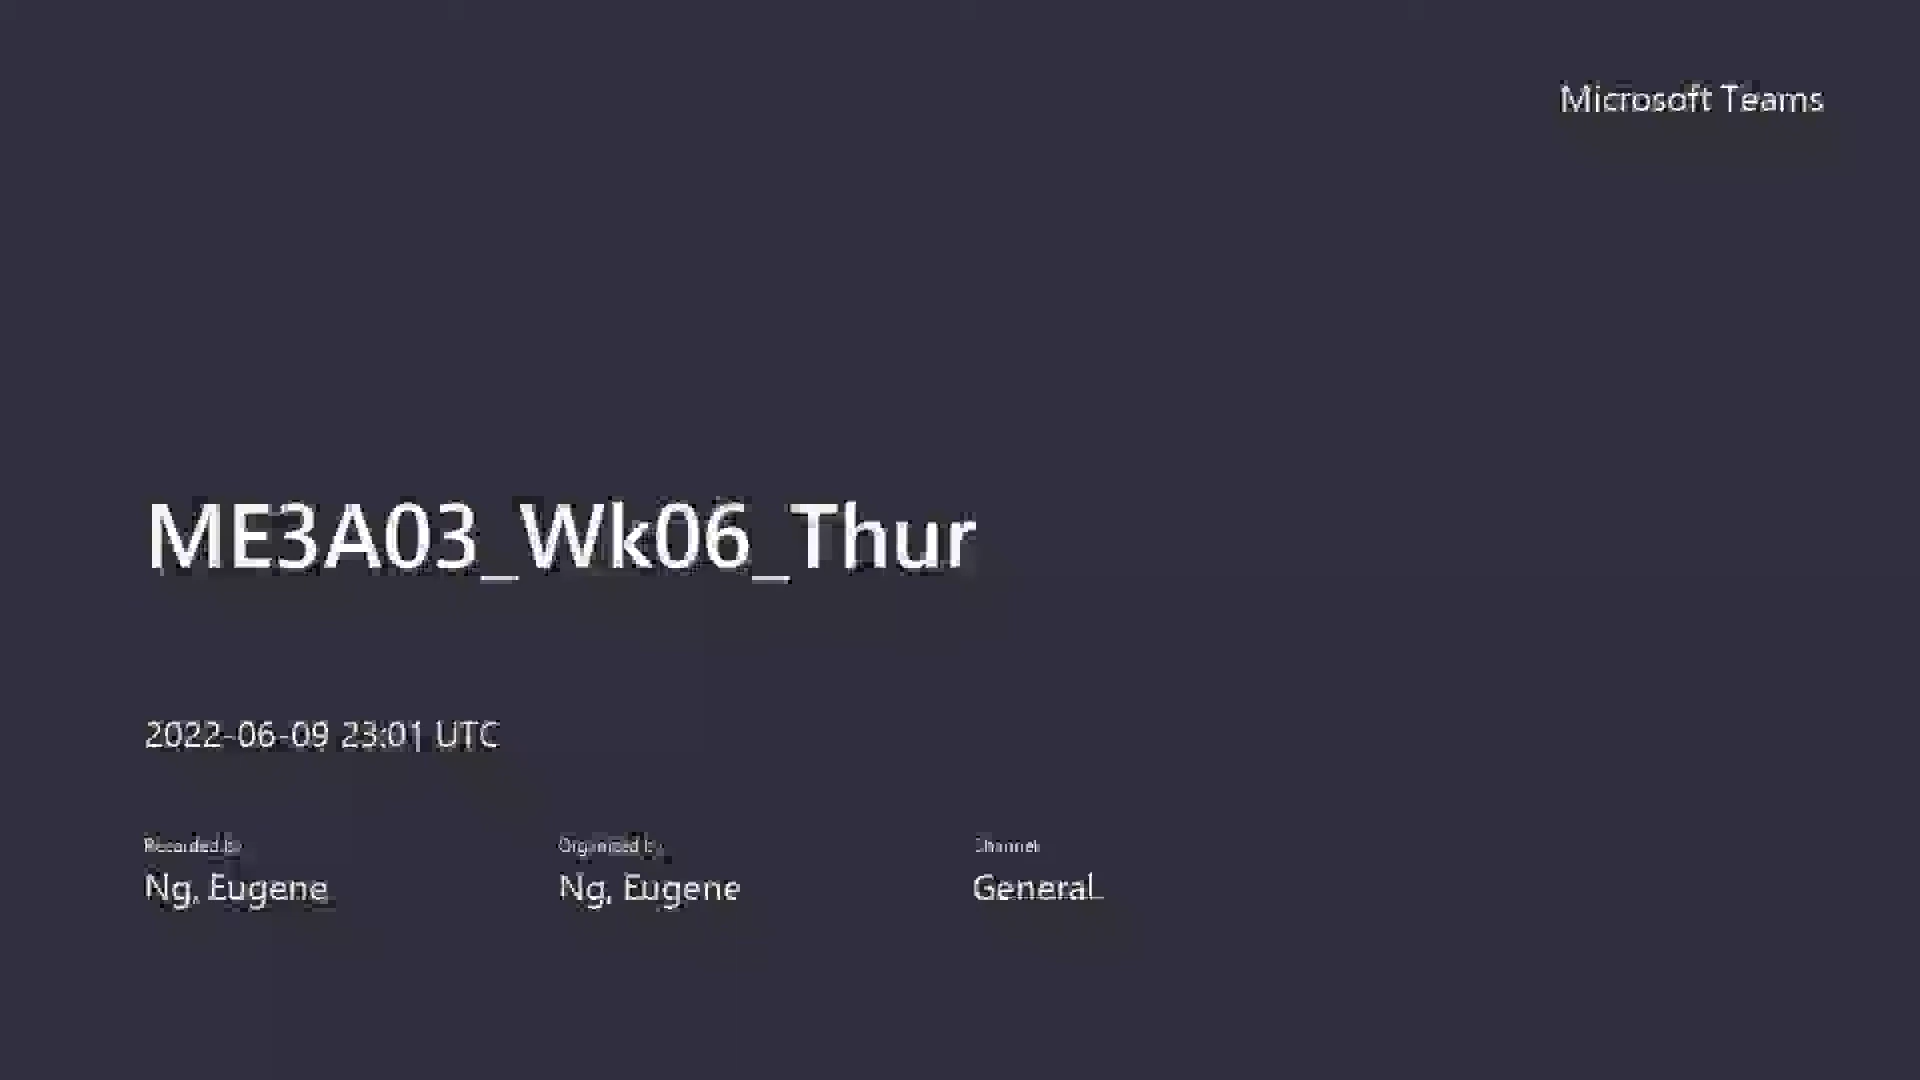 Microsoft Teams
ME3A03_Wk06_Thur
2022-06-09 23:01 UTC
Recorded by
Organized by
Channel
Ng, Eugene
Ng, Eugene
General